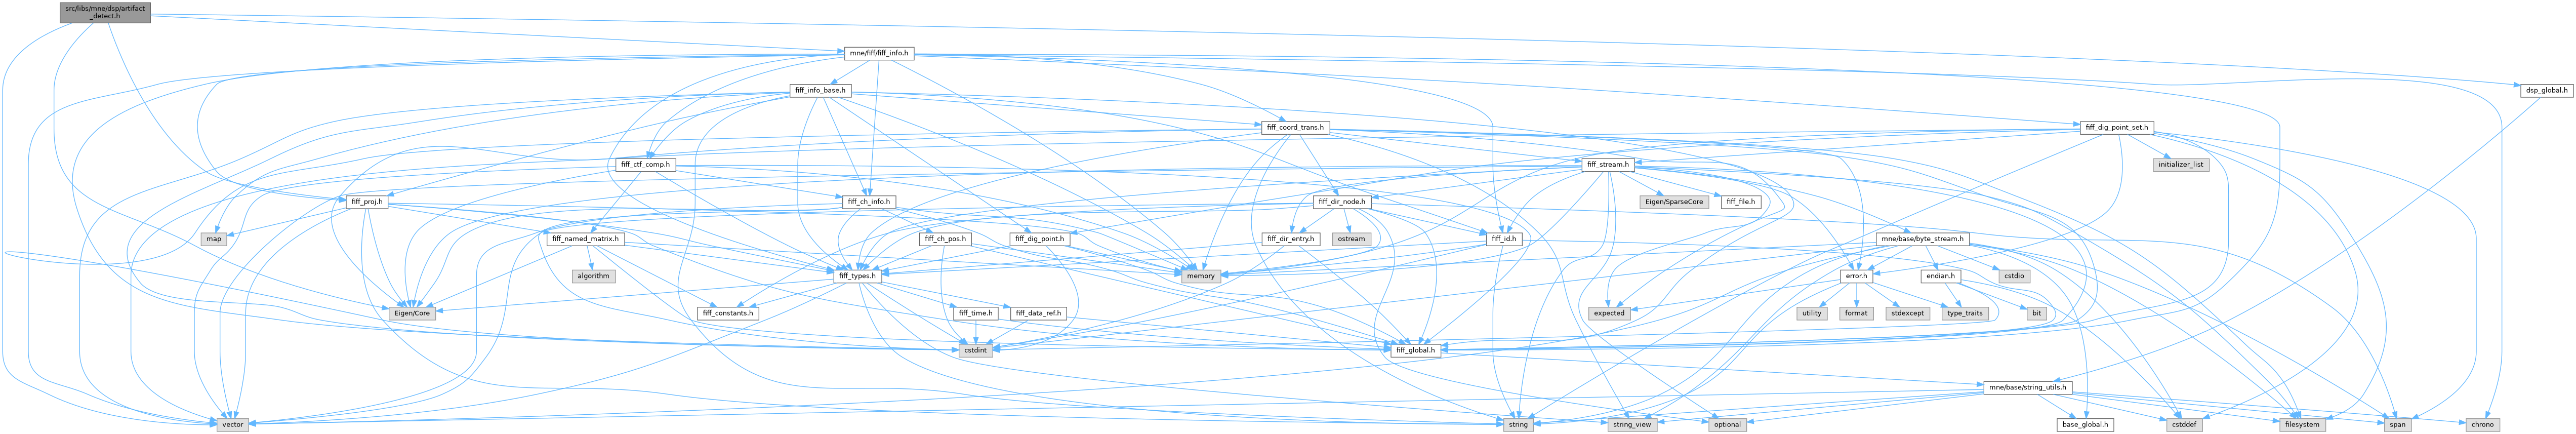 src/libs/mne/dsp/artifact
_detect.h
mne/fiff/fiff_info.h
fiff_info_base.h
dsp_global.h
fiff_coord_trans.h
fiff_dig_point_set.h
fiff_ctf_comp.h
fiff_stream.h
initializer_list
fiff_proj.h
fiff_ch_info.h
fiff_dir_node.h
Eigen/SparseCore
fiff_file.h
map
fiff_named_matrix.h
fiff_ch_pos.h
fiff_dig_point.h
fiff_dir_entry.h
ostream
fiff_id.h
mne/base/byte_stream.h
algorithm
fiff_types.h
memory
error.h
endian.h
cstdio
Eigen/Core
fiff_constants.h
fiff_time.h
fiff_data_ref.h
expected
utility
format
stdexcept
type_traits
bit
cstdint
fiff_global.h
mne/base/string_utils.h
vector
string
string_view
optional
base_global.h
cstddef
filesystem
span
chrono